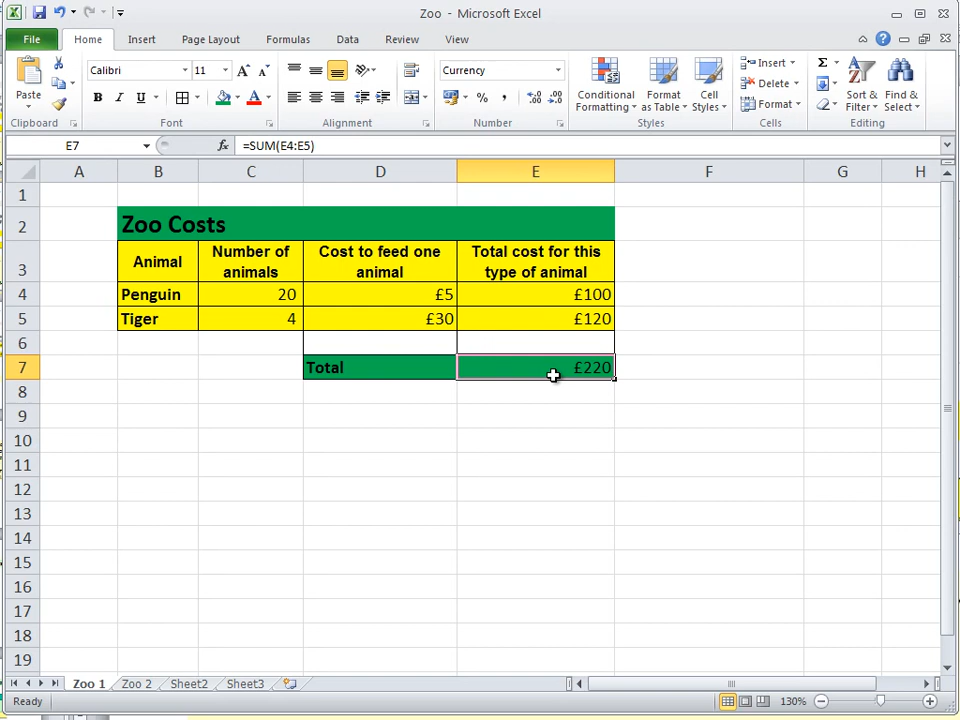 Zoo - Microsoft Excel
File Home Insert Page Layout Formulas Data Review View
Paste
Clipboard
Calibri 11
B I U
Font
Alignment
Currency
Number
Conditional Formatting
Format as Table
Cell Styles
Styles
Insert
Delete
Format
Cells
Σ
Sort & Filter
Find & Select
Editing
E7 fx =SUM(E4:E5)
A B C D E F G H
1
2 Zoo Costs
3 Animal Number of animals Cost to feed one animal Total cost for this type of animal
4 Penguin 20 £5 £100
5 Tiger 4 £30 £120
6
7 Total £220
8
9
10
11
12
13
14
15
16
17
18
19
Zoo 1 Zoo 2 Sheet2 Sheet3
Ready 130%